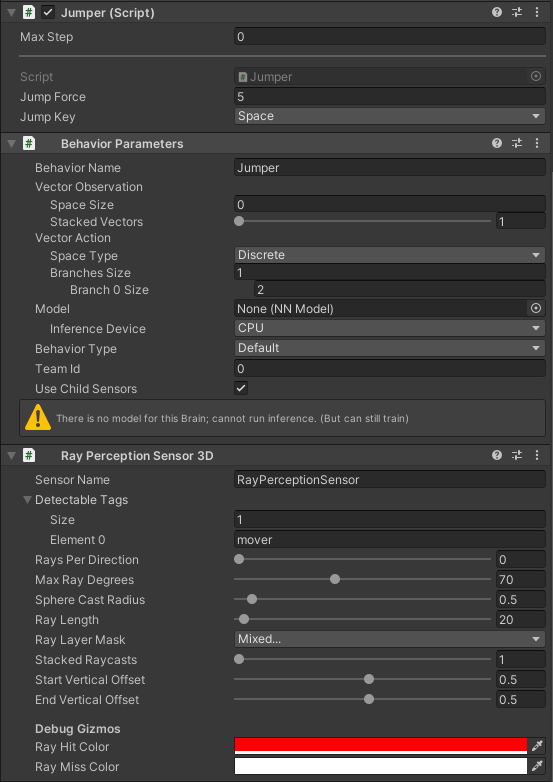 Jumper (Script)
Max Step 0
Script Jumper
Jump Force 5
Jump Key Space
Behavior Parameters
Behavior Name Jumper
Vector Observation
Space Size 0
Stacked Vectors 1
Vector Action
Space Type Discrete
Branches Size 1
Branch 0 Size 2
Model None (NN Model)
Inference Device CPU
Behavior Type Default
Team Id 0
Use Child Sensors
There is no model for this Brain; cannot run inference. (But can still train)
Ray Perception Sensor 3D
Sensor Name RayPerceptionSensor
Detectable Tags
Size 1
Element 0 mover
Rays Per Direction 0
Max Ray Degrees 70
Sphere Cast Radius 0.5
Ray Length 20
Ray Layer Mask Mixed...
Stacked Raycasts 1
Start Vertical Offset 0.5
End Vertical Offset 0.5
Debug Gizmos
Ray Hit Color
Ray Miss Color